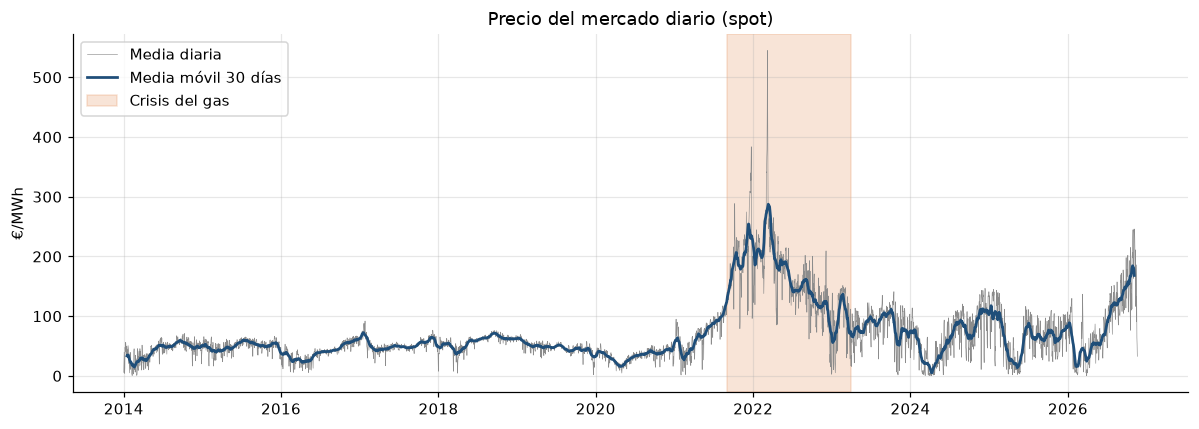 Precio del mercado diario (spot)
Media diaria
Media móvil 30 días
Crisis del gas
€/MWh
500
400
300
200
100
0
2014
2016
2018
2020
2022
2024
2026